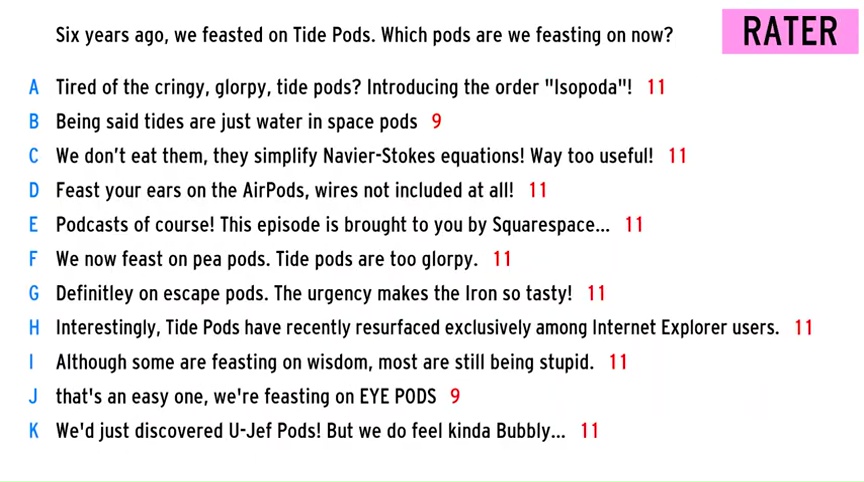 Six years ago, we feasted on Tide Pods. Which pods are we feasting on now?
RATER
A Tired of the cringy, glorpy, tide pods? Introducing the order "Isopoda"! 11
B Being said tides are just water in space pods 9
C We don't eat them, they simplify Navier-Stokes equations! Way too useful! 11
D Feast your ears on the AirPods, wires not included at all! 11
E Podcasts of course! This episode is brought to you by Squarespace... 11
F We now feast on pea pods. Tide pods are too glorpy. 11
G Definitley on escape pods. The urgency makes the Iron so tasty! 11
H Interestingly, Tide Pods have recently resurfaced exclusively among Internet Explorer users. 11
I Although some are feasting on wisdom, most are still being stupid. 11
J that's an easy one, we're feasting on EYE PODS 9
K We'd just discovered U-Jef Pods! But we do feel kinda Bubbly... 11